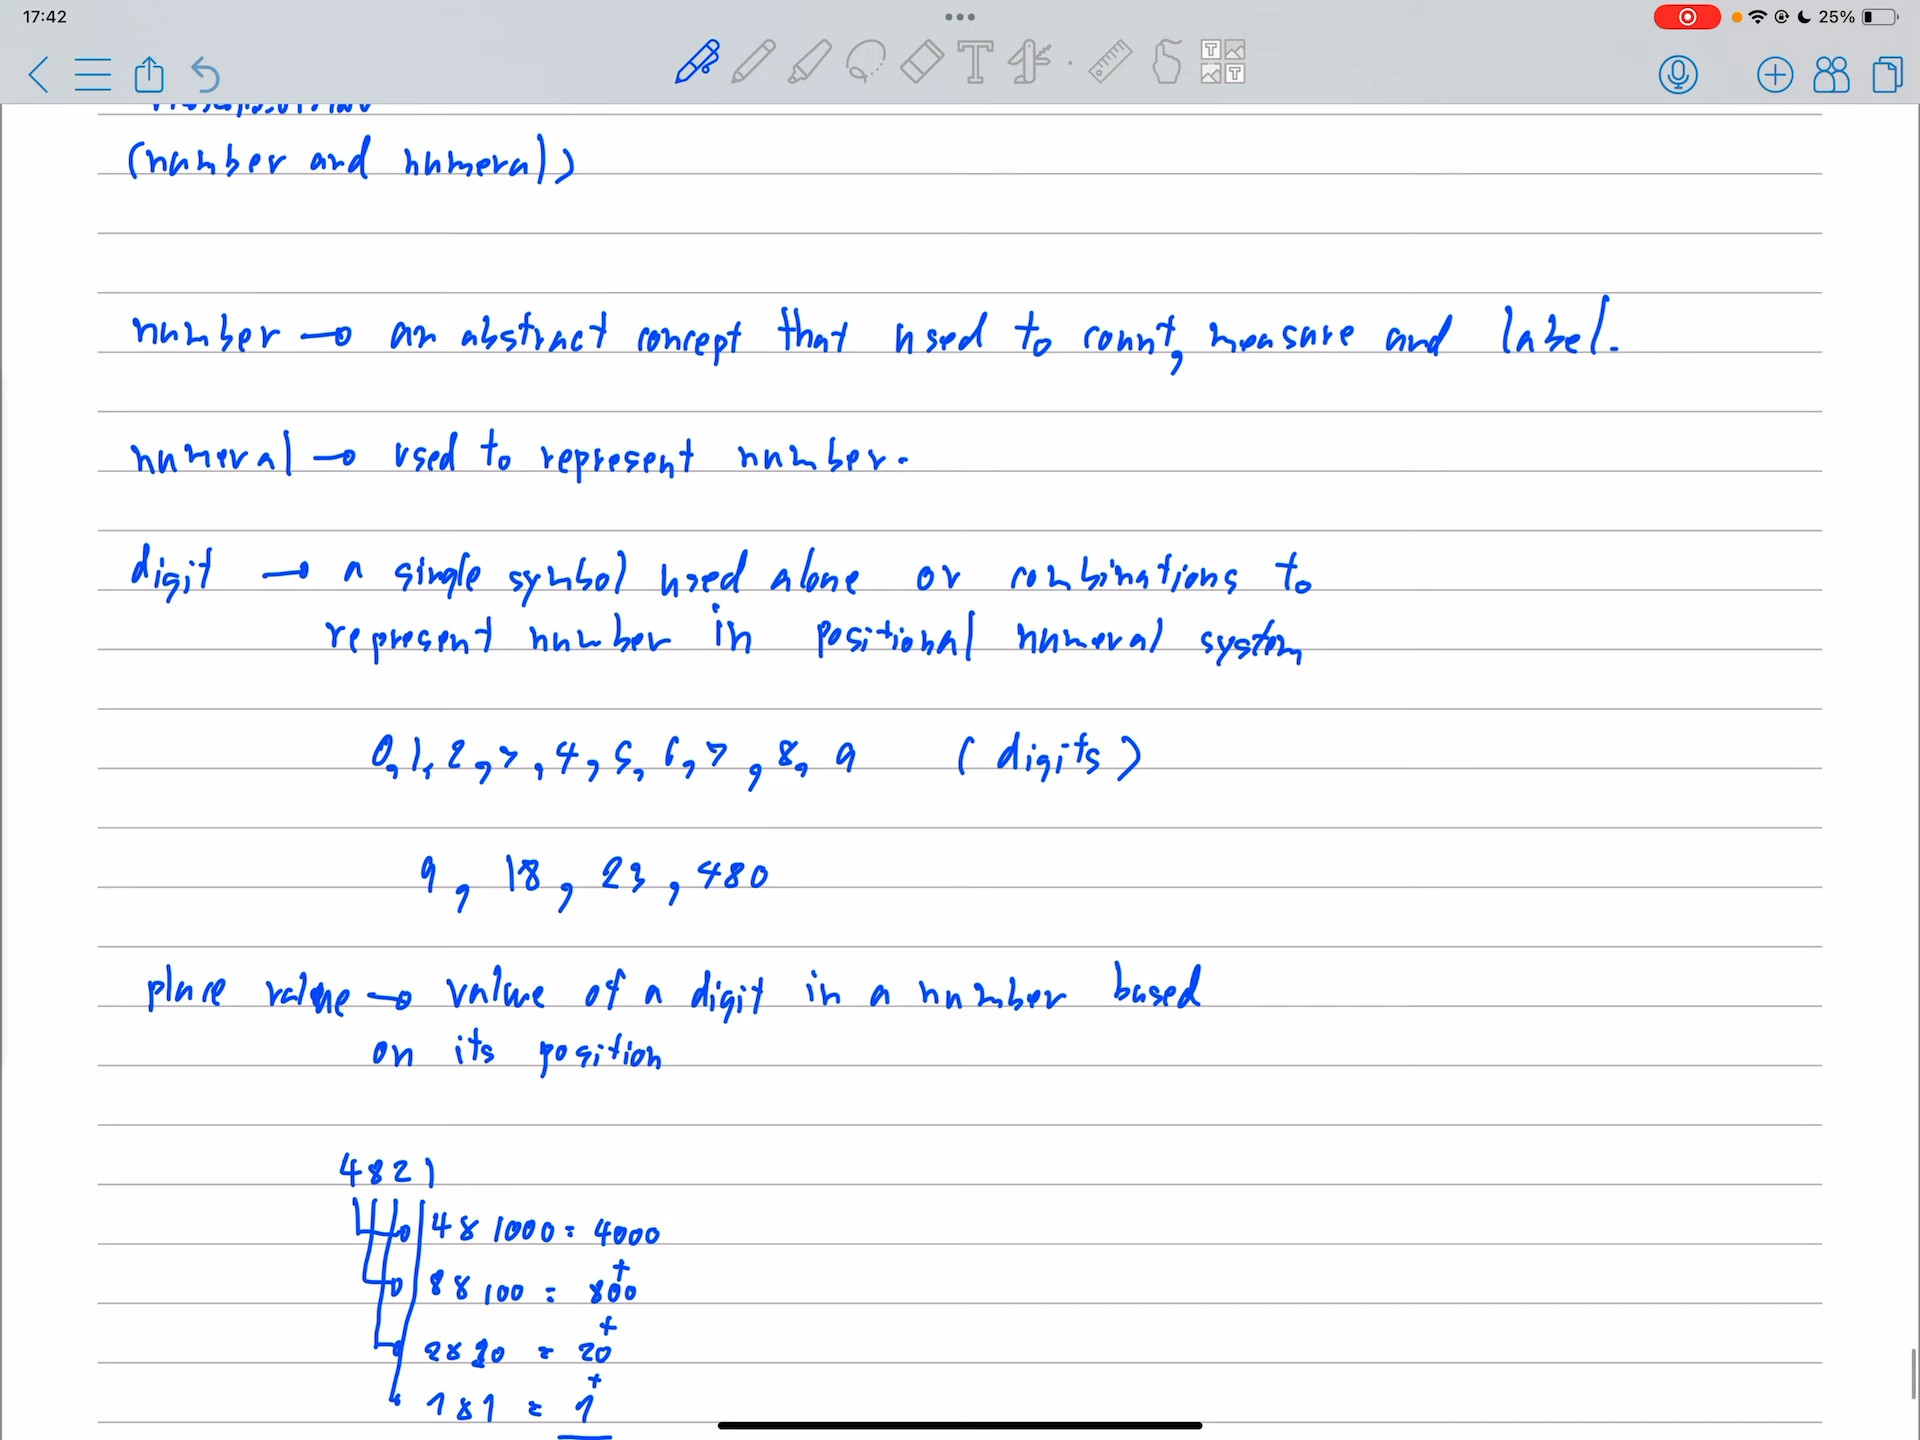 17:42
25%
(number and numeral)
number → an abstract concept that used to count, measure and label.
numeral → used to represent number.
digit → a single symbol used alone or combinations to
represent number in positional numeral system
0, 1, 2, 3, 4, 5, 6, 7, 8, 9 (digits)
9, 18, 23, 480
place value → value of a digit in a number based
on its position
4821
4 × 1000 = 4000
+
8 × 100 = 800
+
2 × 10 = 20
+
1 × 1 = 1